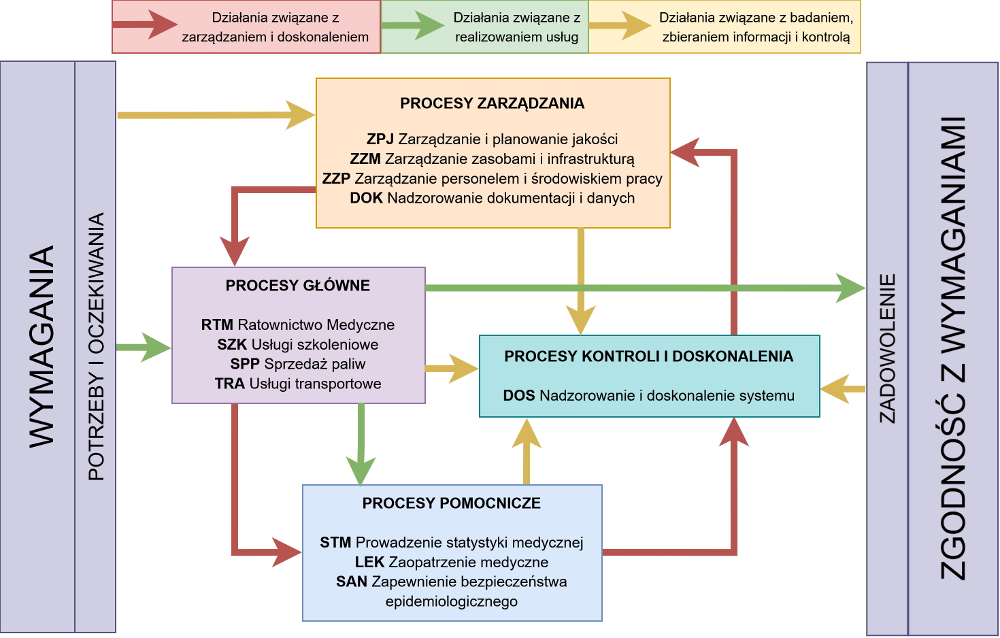 Działania związane z
zarządzaniem i doskonaleniem
Działania związane z
realizowaniem usług
Działania związane z badaniem,
zbieraniem informacji i kontrolą
WYMAGANIA
POTRZEBY I OCZEKIWANIA
PROCESY ZARZĄDZANIA
ZPJ Zarządzanie i planowanie jakości
ZZM Zarządzanie zasobami i infrastrukturą
ZZP Zarządzanie personelem i środowiskiem pracy
DOK Nadzorowanie dokumentacji i danych
PROCESY GŁÓWNE
RTM Ratownictwo Medyczne
SZK Usługi szkoleniowe
SPP Sprzedaż paliw
TRA Usługi transportowe
PROCESY KONTROLI I DOSKONALENIA
DOS Nadzorowanie i doskonalenie systemu
PROCESY POMOCNICZE
STM Prowadzenie statystyki medycznej
LEK Zaopatrzenie medyczne
SAN Zapewnienie bezpieczeństwa
epidemiologicznego
ZADOWOLENIE
ZGODNOŚĆ Z WYMAGANIAMI